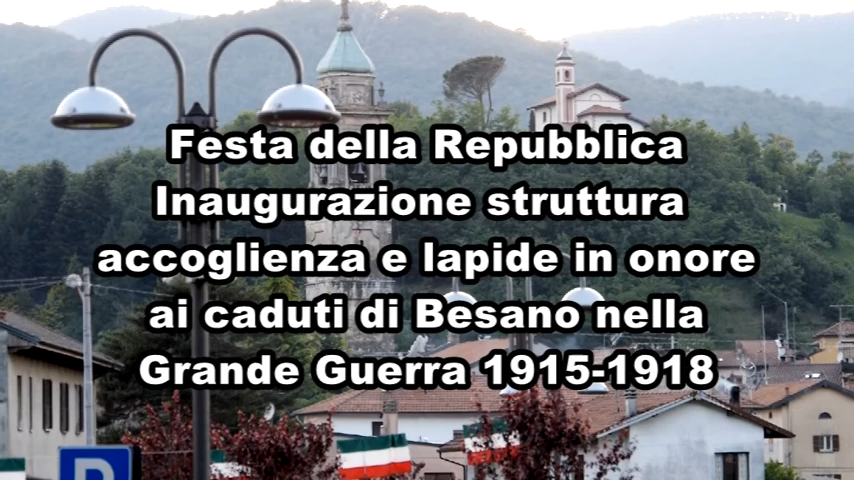 Festa della Repubblica
Inaugurazione struttura
accoglienza e lapide in onore
ai caduti di Besano nella
Grande Guerra 1915-1918
P